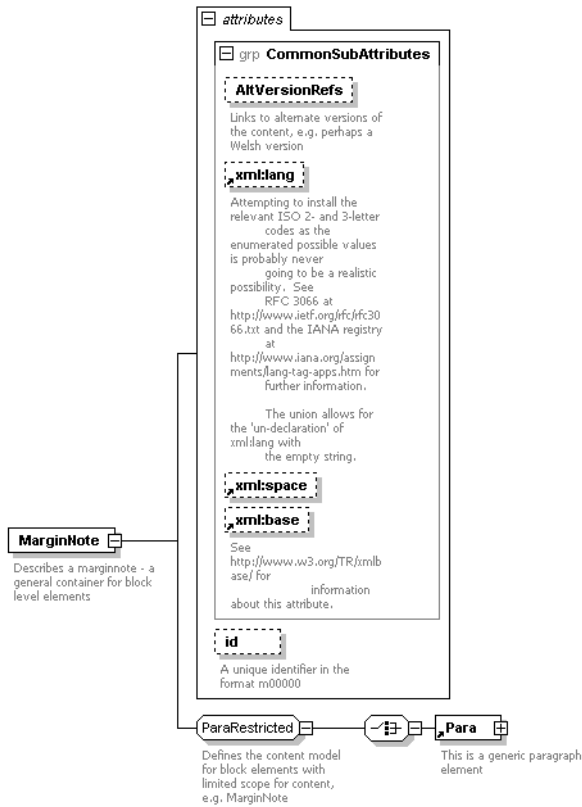 attributes
grp CommonSubAttributes
AltVersionRefs
Links to alternate versions of
the content, e.g. perhaps a
Welsh version
xml:lang
Attempting to install the
relevant ISO 2- and 3-letter
codes as the
enumerated possible values
is probably never
going to be a realistic
possibility. See
RFC 3066 at
http://www.ietf.org/rfc/rfc30
66.txt and the IANA registry
at
http://www.iana.org/assign
ments/lang-tag-apps.htm for
further information.
The union allows for
the 'un-declaration' of
xml:lang with
the empty string.
xml:space
xml:base
See
http://www.w3.org/TR/xmlb
ase/ for
information
about this attribute.
id
A unique identifier in the
format m00000
MarginNote
Describes a marginnote - a
general container for block
level elements
ParaRestricted
Defines the content model
for block elements with
limited scope for content,
e.g. MarginNote
Para
This is a generic paragraph
element